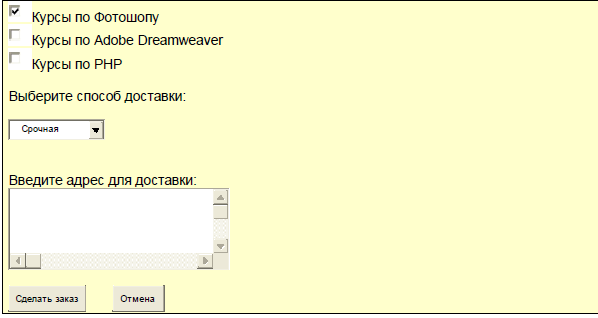 Курсы по Фотошопу
Курсы по Adobe Dreamweaver
Курсы по PHP
Выберите способ доставки:
Срочная
Введите адрес для доставки:
Сделать заказ Отмена